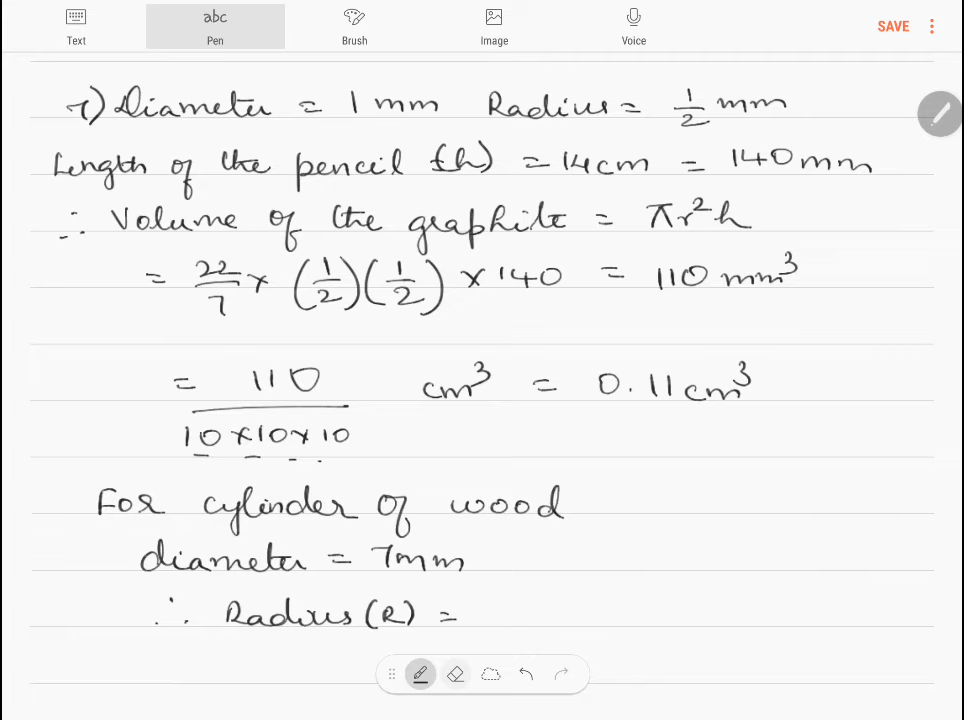 Text
abc
Pen
Brush
Image
Voice
SAVE
7) Diameter = 1 mm Radius = 1/2 mm
Length of the pencil (h) = 14cm = 140mm
∴ Volume of the graphite = πr²h
= 22/7 × (1/2)(1/2) × 140 = 110 mm³
= 110/10×10×10 cm³ = 0.11cm³
For cylinder of wood
diameter = 7mm
∴ Radius (R) =